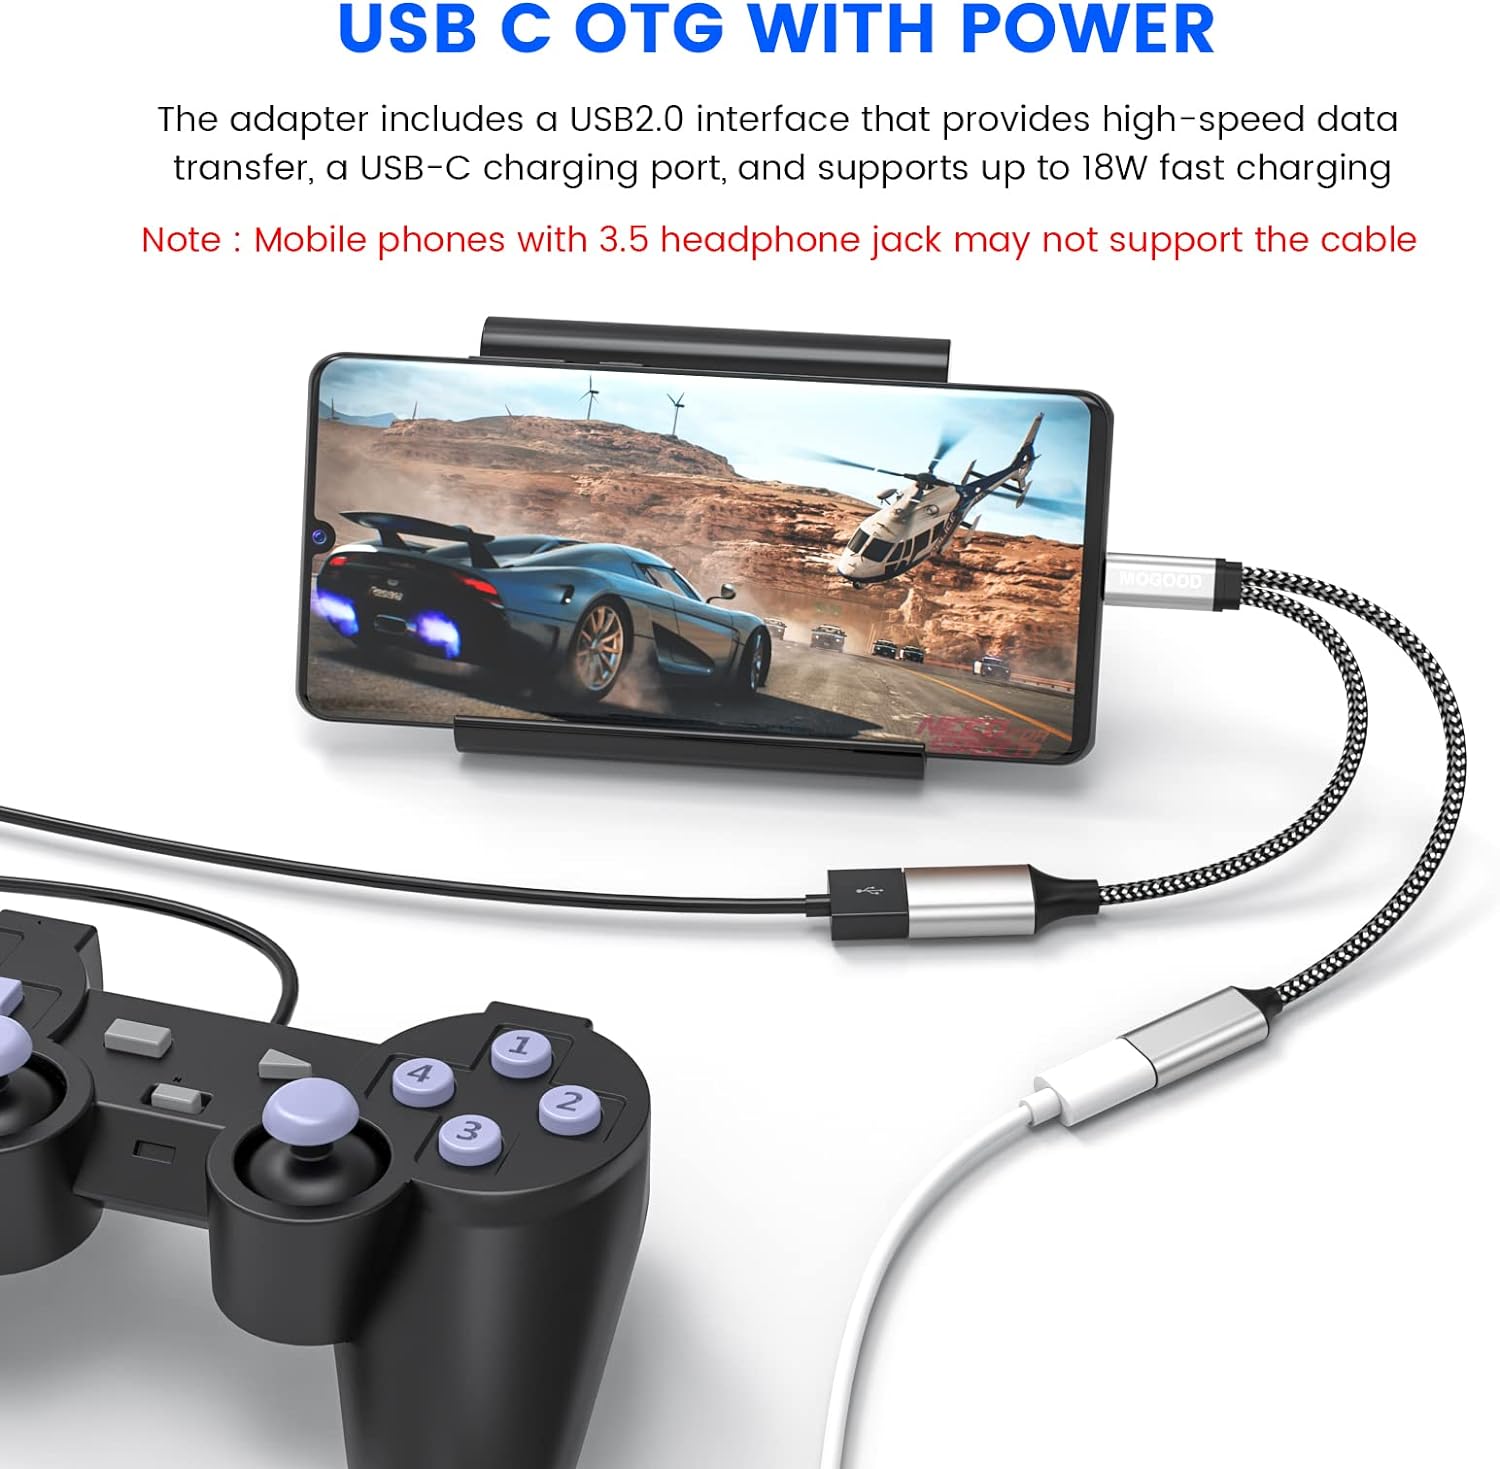 USB C OTG WITH POWER
The adapter includes a USB2.0 interface that provides high-speed data
transfer, a USB-C charging port, and supports up to 18W fast charging
Note : Mobile phones with 3.5 headphone jack may not support the cable
MOGOOD
1
4
2
3